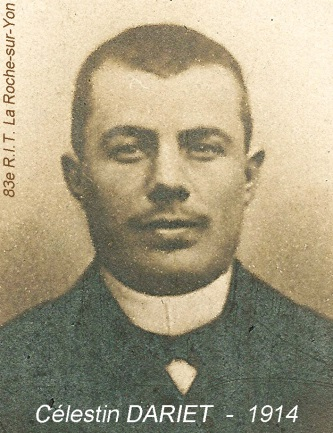 83e R.I.T. La Roche-sur-Yon
Célestin DARIET - 1914